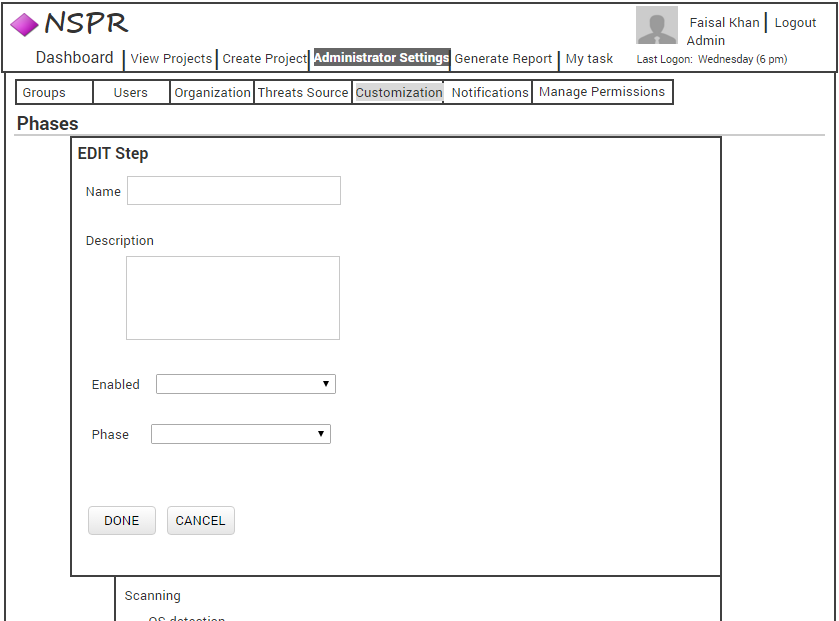 NSPR
Faisal Khan | Logout
Admin
Dashboard | View Projects | Create Project | Administrator Settings | Generate Report | My task
Last Logon: Wednesday (6 pm)
Groups Users Organization Threats Source Customization Notifications Manage Permissions
Phases
EDIT Step
Name
Description
Enabled
Phase
DONE CANCEL
Scanning
OS detection